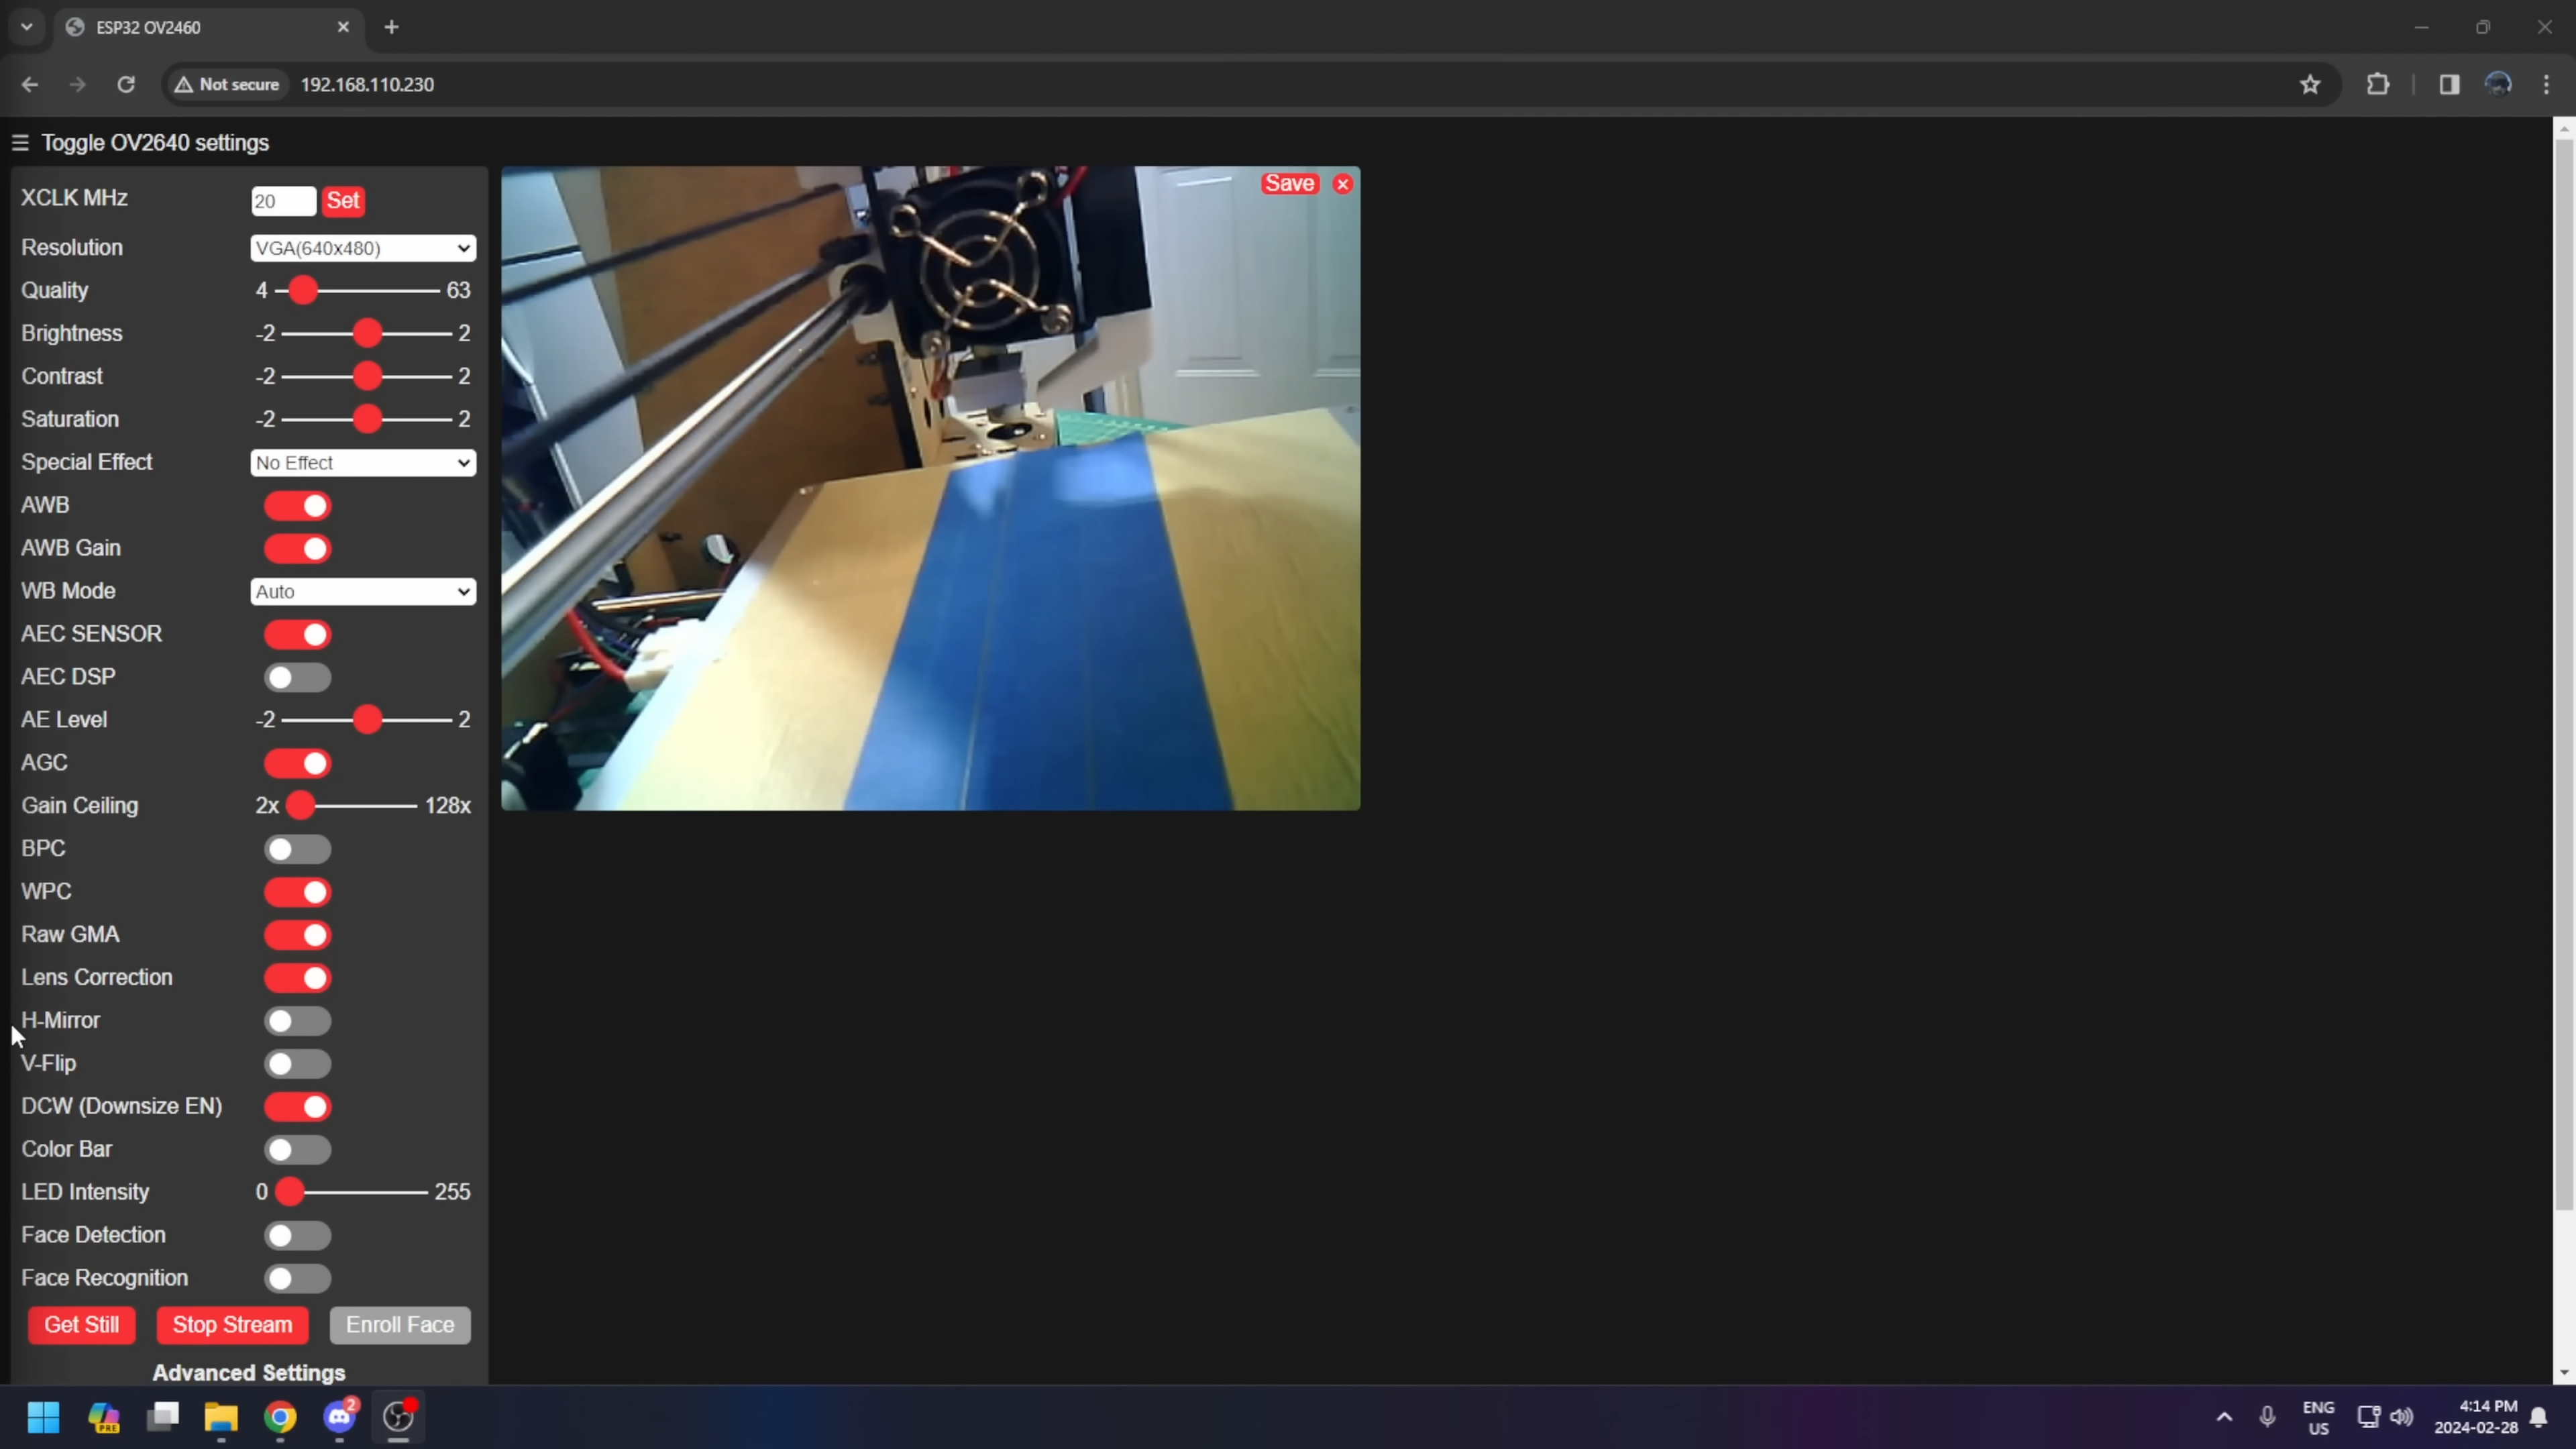 ESP32 OV2460
Not secure 192.168.110.230
Toggle OV2640 settings
XCLK MHz 20 Set
Resolution VGA(640x480)
Quality 4 63
Brightness -2 2
Contrast -2 2
Saturation -2 2
Special Effect No Effect
AWB
AWB Gain
WB Mode Auto
AEC SENSOR
AEC DSP
AE Level -2 2
AGC
Gain Ceiling 2x 128x
BPC
WPC
Raw GMA
Lens Correction
H-Mirror
V-Flip
DCW (Downsize EN)
Color Bar
LED Intensity 0 255
Face Detection
Face Recognition
Get Still Stop Stream Enroll Face
Advanced Settings
Save
PRE
2
ENG
US
4:14 PM
2024-02-28